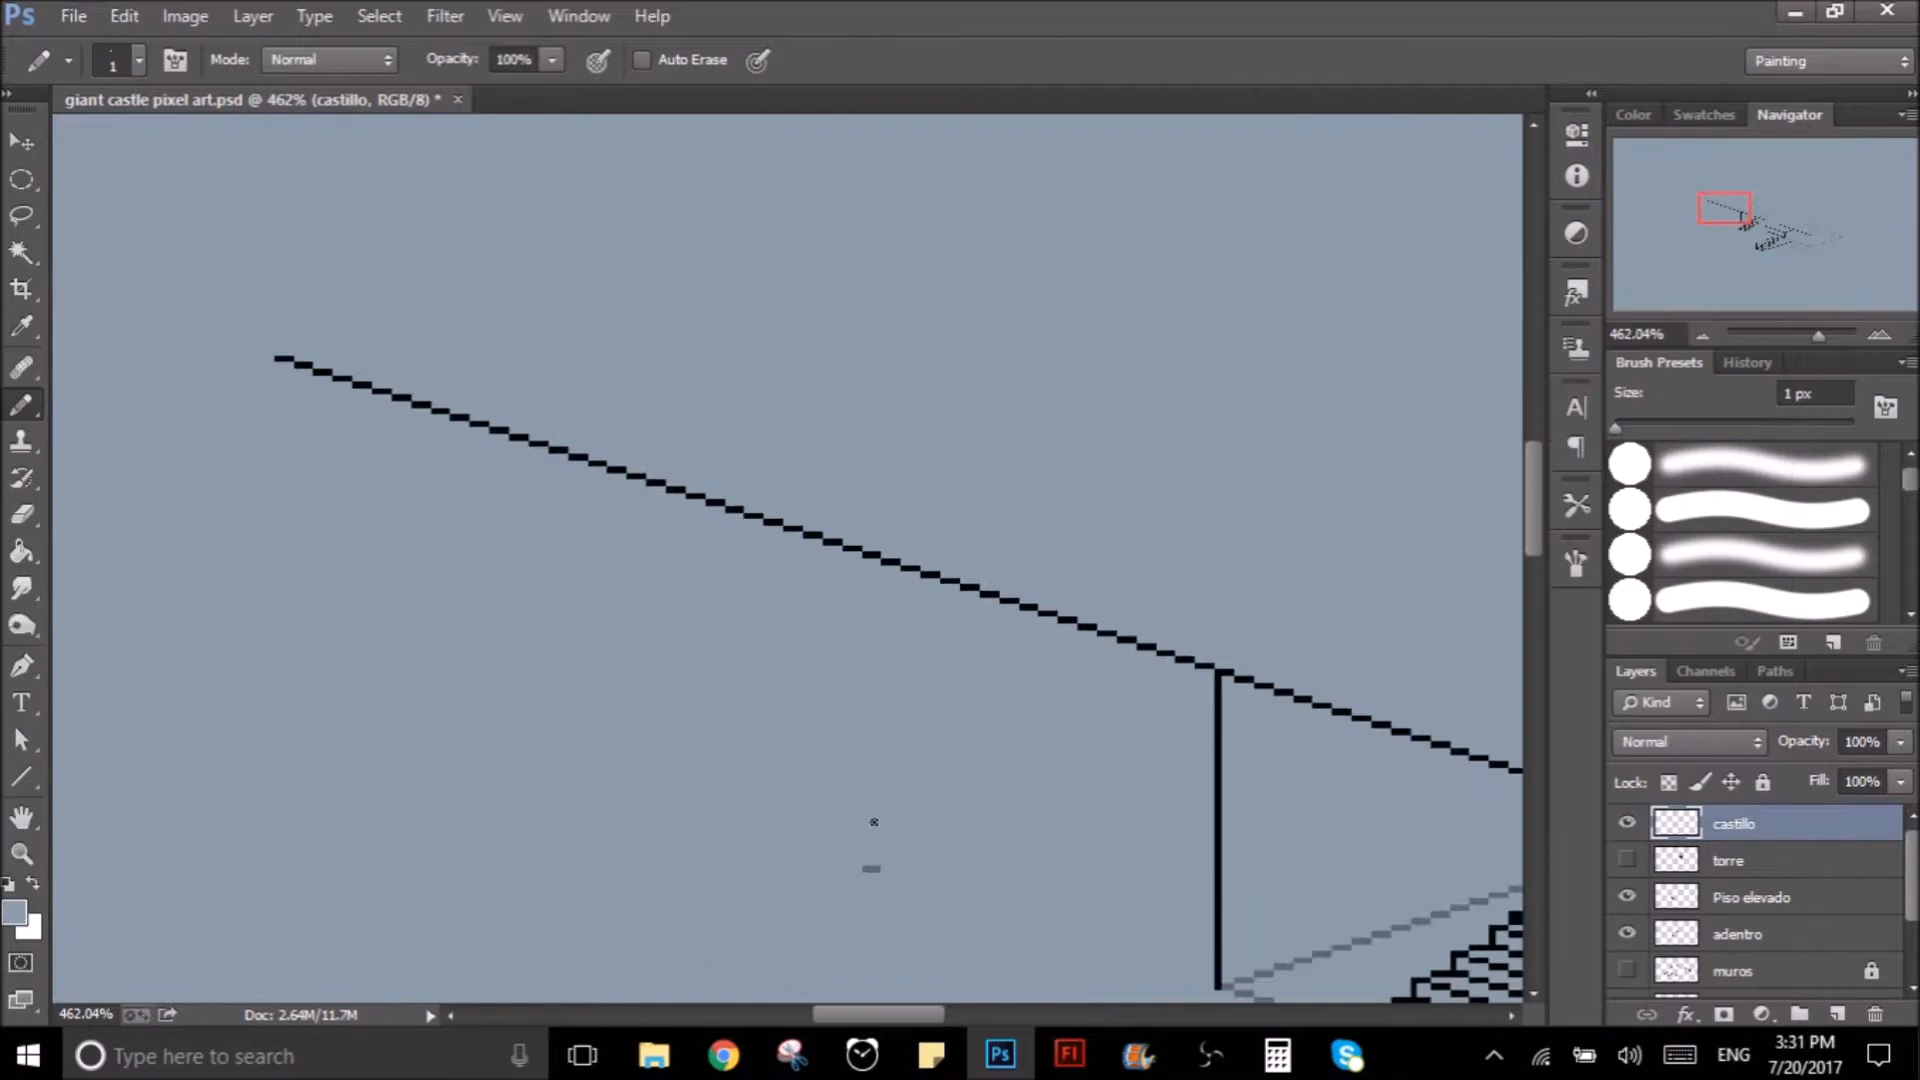 Ps File Edit Image Layer Type Select Filter View Window Help
1 Mode: Normal Opacity: 100% Auto Erase Painting
giant castle pixel art.psd @ 462% (castillo, RGB/8) * ×
Color Swatches Navigator
462.04%
Brush Presets History
Size: 1 px
Layers Channels Paths
Kind
Normal Opacity: 100%
Lock: Fill: 100%
castillo
torre
Piso elevado
adentro
muros
462.04% Doc: 2.64M/11.7M
Type here to search
Ps Fl ENG
3:31 PM
7/20/2017